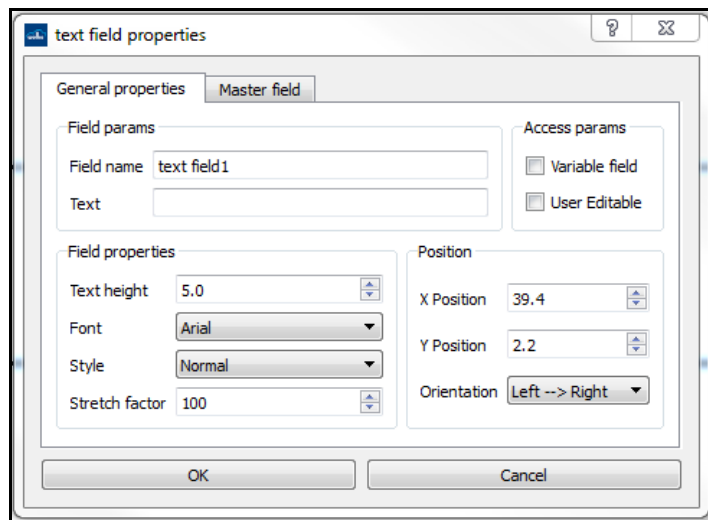 text field properties
General properties
Master field
Field params
Field name text field1
Text
Access params
Variable field
User Editable
Field properties
Text height 5.0
Font Arial
Style Normal
Stretch factor 100
Position
X Position 39.4
Y Position 2.2
Orientation Left --> Right
OK
Cancel